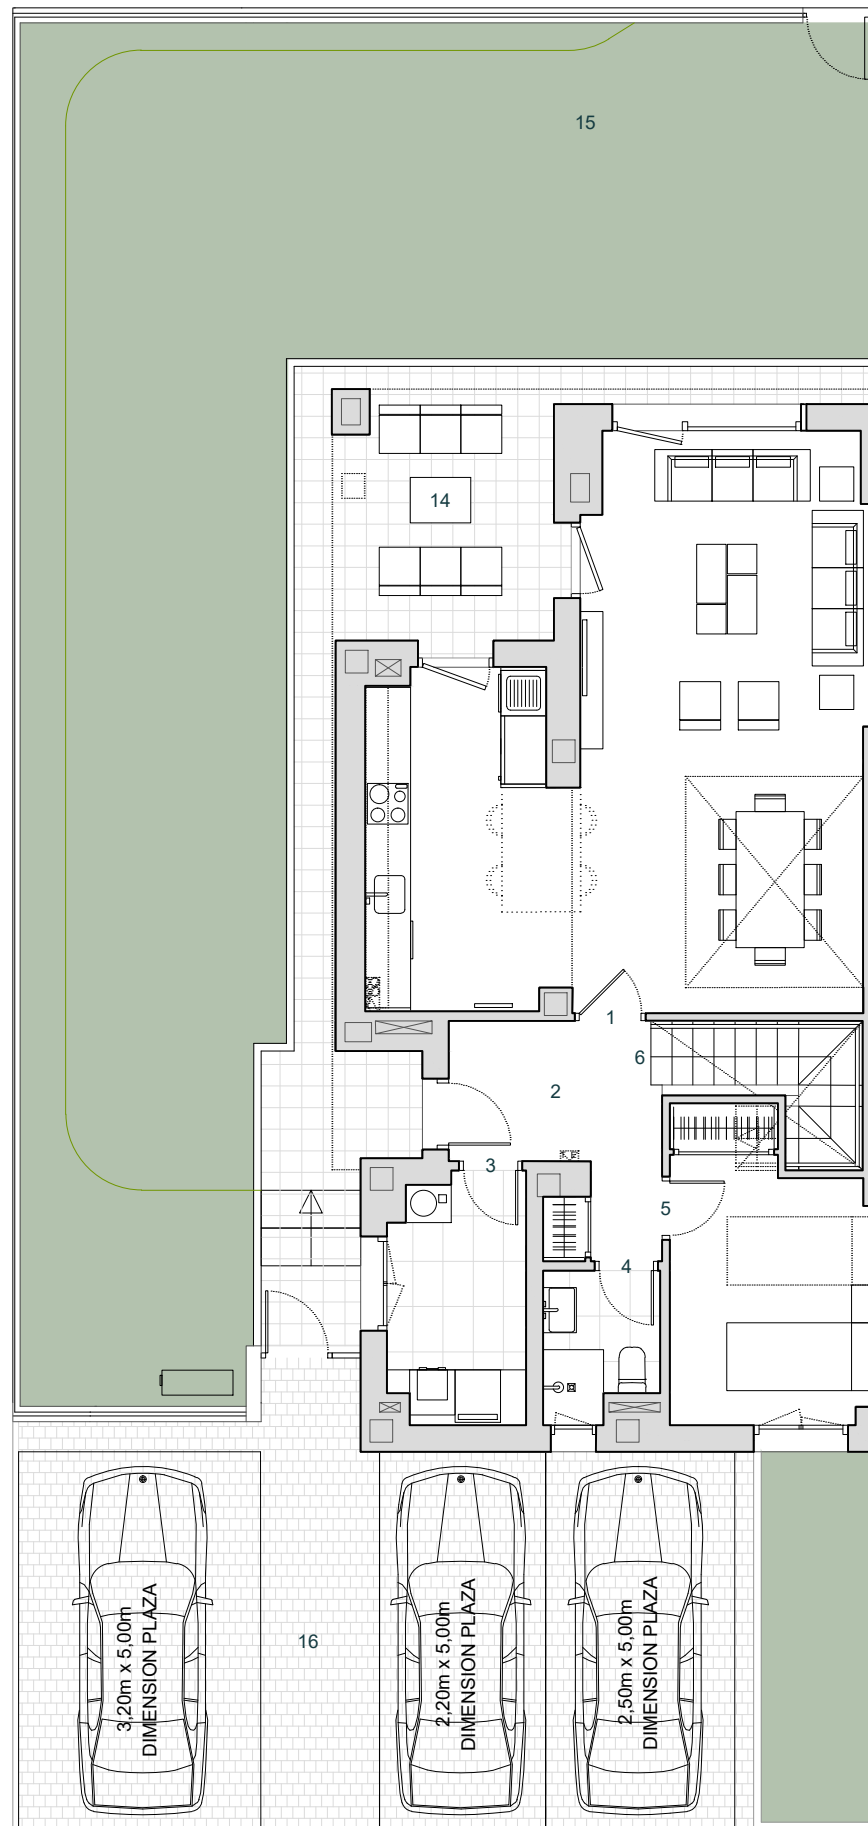 15
14
1
6
2
3
5
4
16
3,20m x 5,00m
DIMENSION PLAZA
2,20m x 5,00m
DIMENSION PLAZA
2,50m x 5,00m
DIMENSION PLAZA